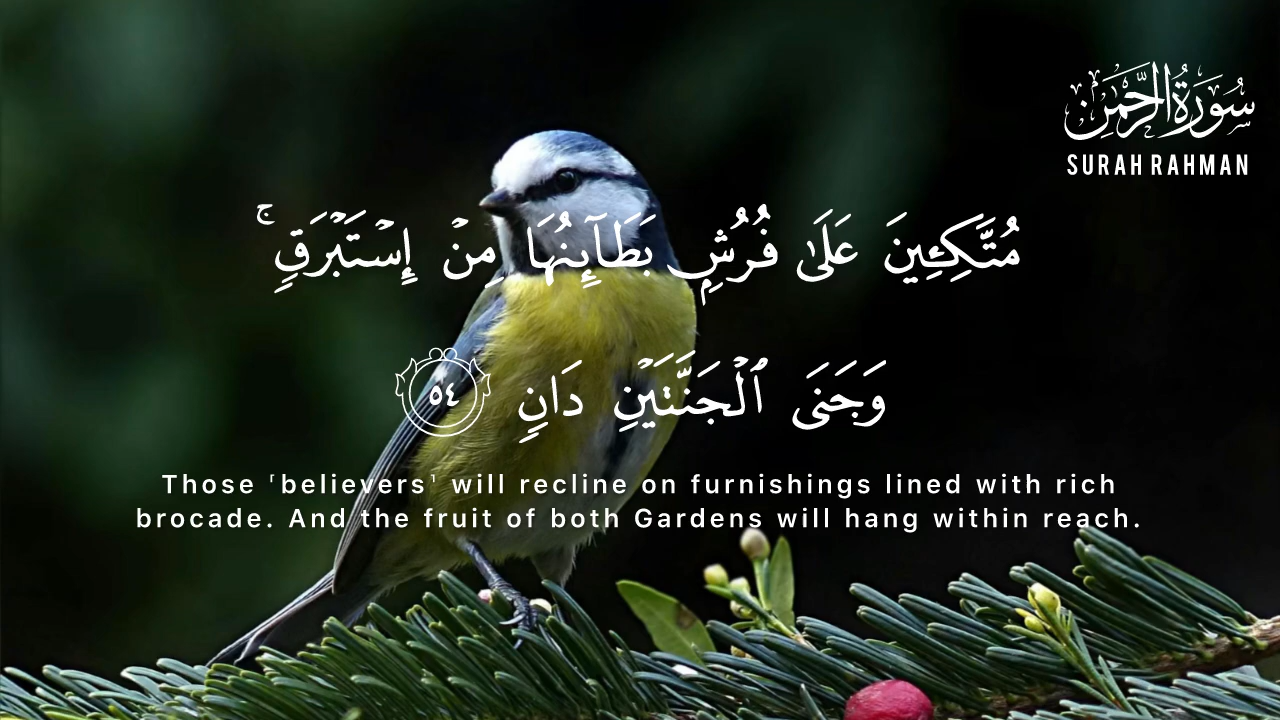 سُورَةُ الرَّحْمَٰن
SURAH RAHMAN
مُتَّكِـِٔينَ عَلَىٰ فُرُشِۭ بَطَآئِنُهَا مِنْ إِسْتَبْرَقٍۢ ۚ
وَجَنَى ٱلْجَنَّتَيْنِ دَانٍۢ ٥٤
Those ˹believers˺ will recline on furnishings lined with rich
brocade. And the fruit of both Gardens will hang within reach.